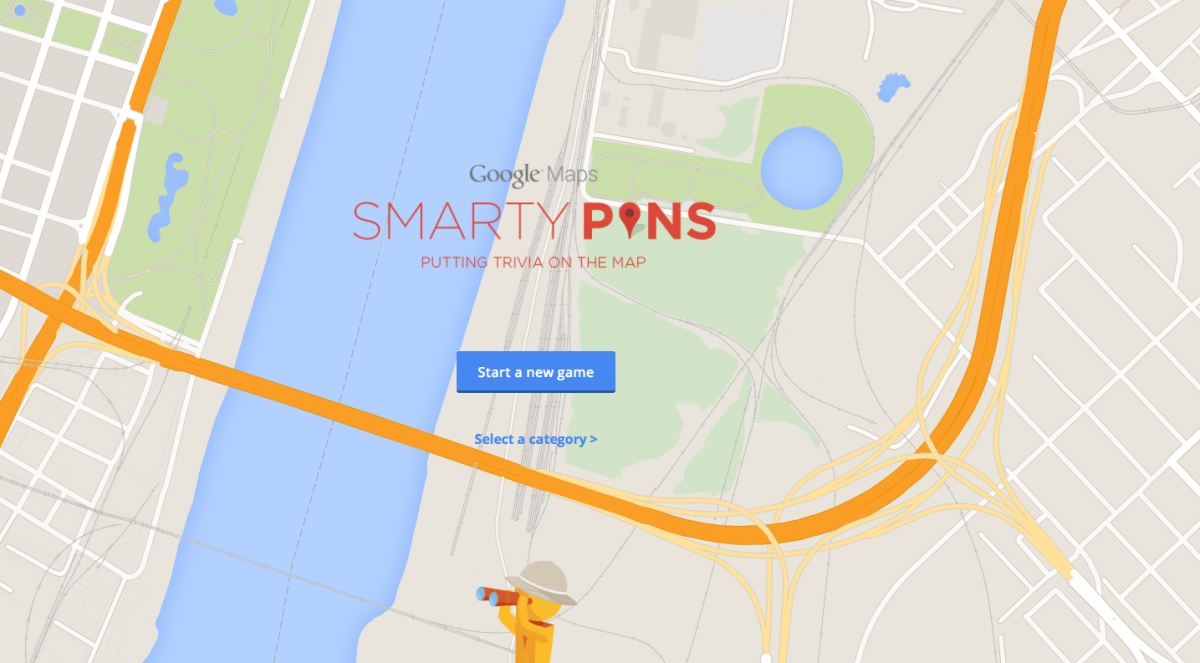 Google Maps
SMARTY PINS
PUTTING TRIVIA ON THE MAP
Start a new game
Select a category >